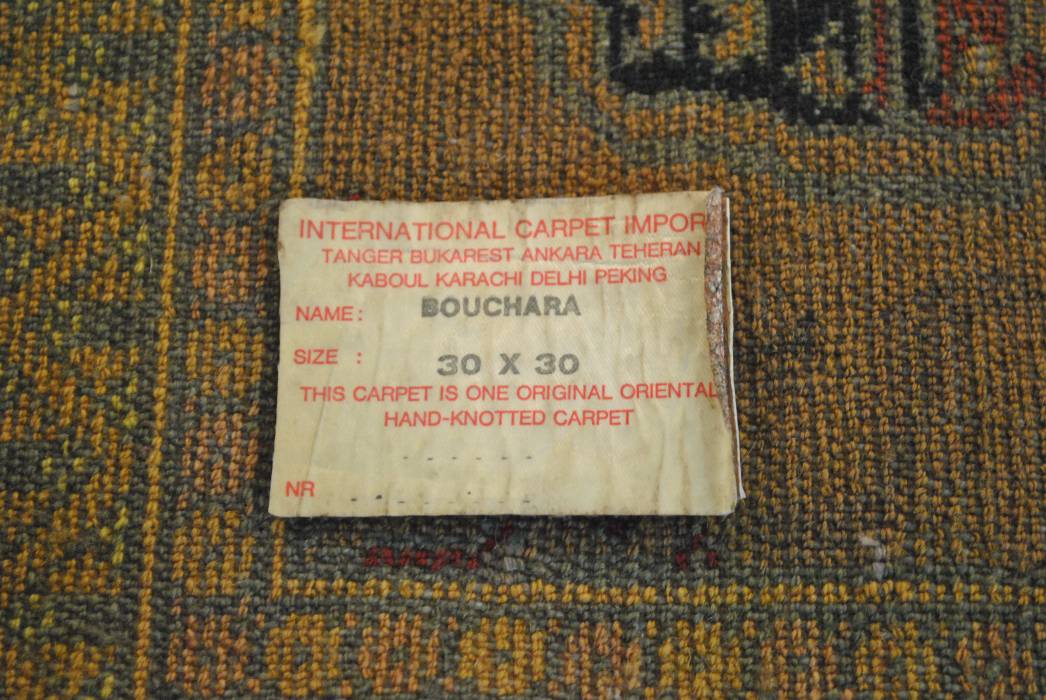 INTERNATIONAL CARPET IMPOR
TANGER BUKAREST ANKARA TEHERAN
KABOUL KARACHI DELHI PEKING
NAME: BOUCHARA
SIZE : 30 X 30
THIS CARPET IS ONE ORIGINAL ORIENTAL
HAND-KNOTTED CARPET
- - - - - -
NR - - - - - - - -